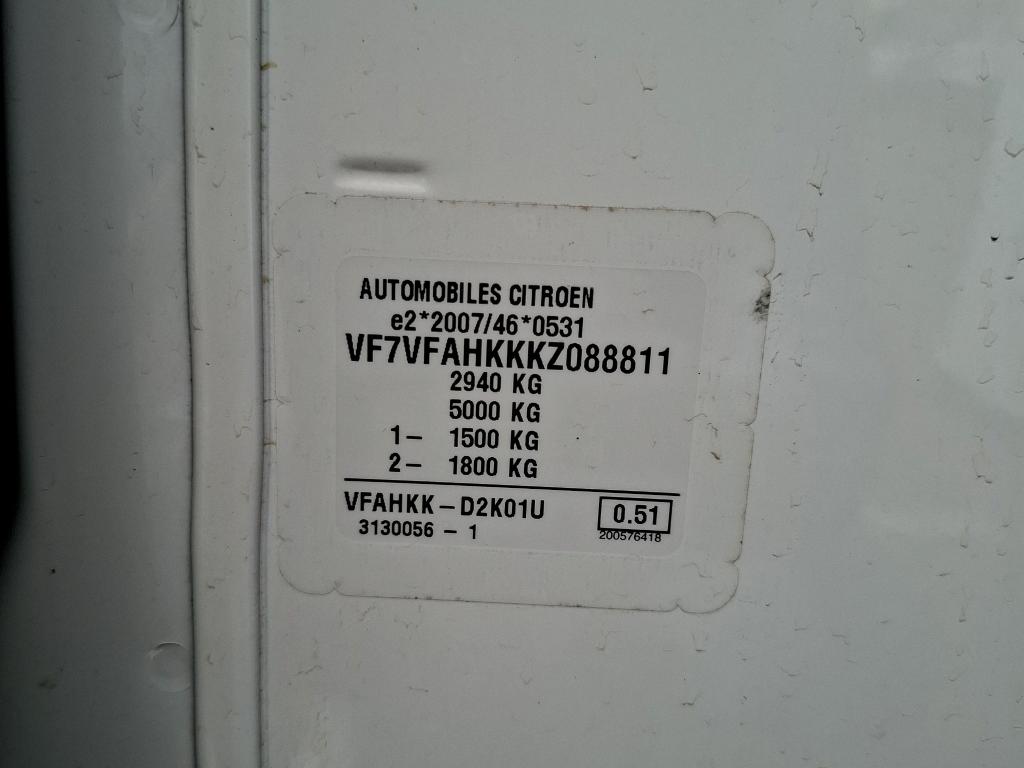 AUTOMOBILES CITROEN
e2*2007/46*0531
VF7VFAHKKKZ088811
2940 KG
5000 KG
1- 1500 KG
2- 1800 KG
VFAHKK-D2K01U 0.51
3130056 - 1 200576418